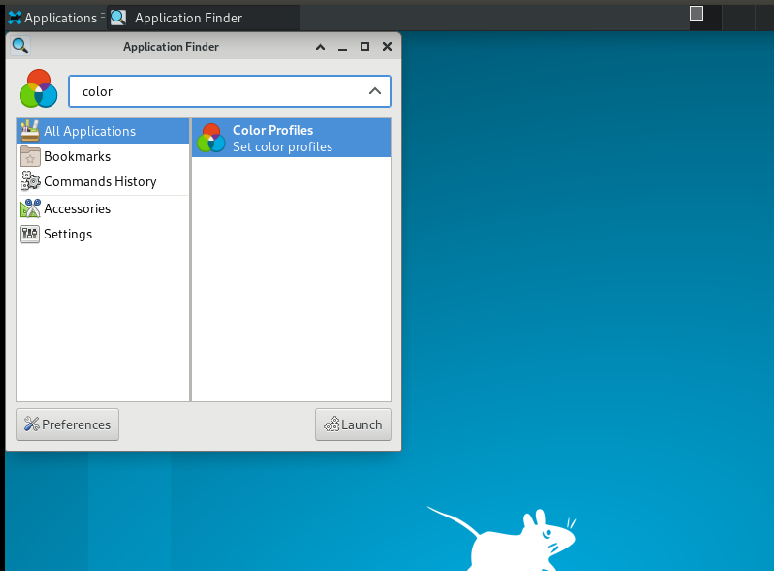 Applications
Application Finder
Application Finder
color
All Applications
Bookmarks
Commands History
Accessories
Settings
Color Profiles
Set color profiles
Preferences
Launch